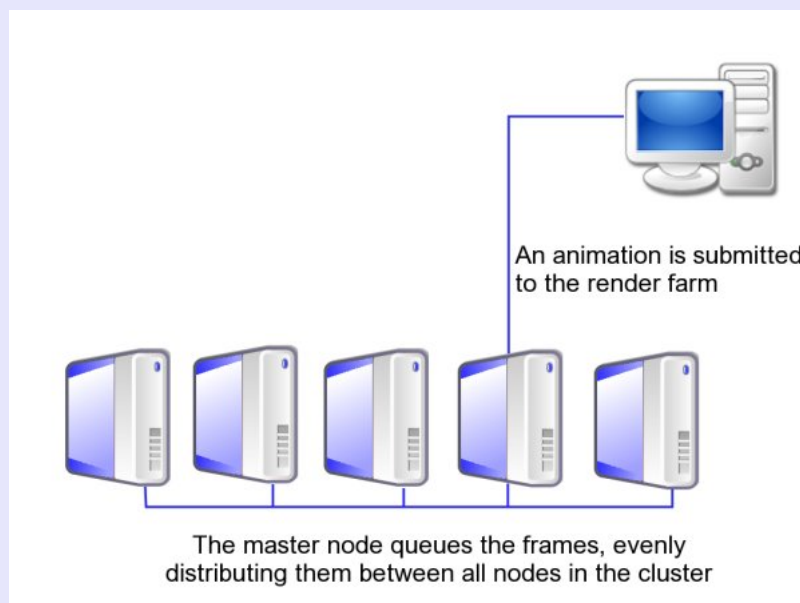 An animation is submitted
to the render farm
The master node queues the frames, evenly
distributing them between all nodes in the cluster